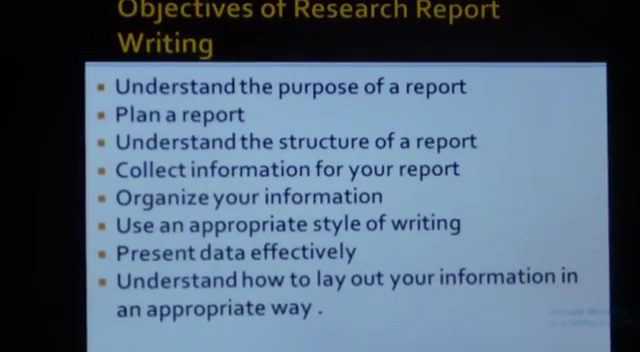 Objectives of Research Report
Writing
Understand the purpose of a report
Plan a report
Understand the structure of a report
Collect information for your report
Organize your information
Use an appropriate style of writing
Present data effectively
Understand how to lay out your information in
an appropriate way .
Activate